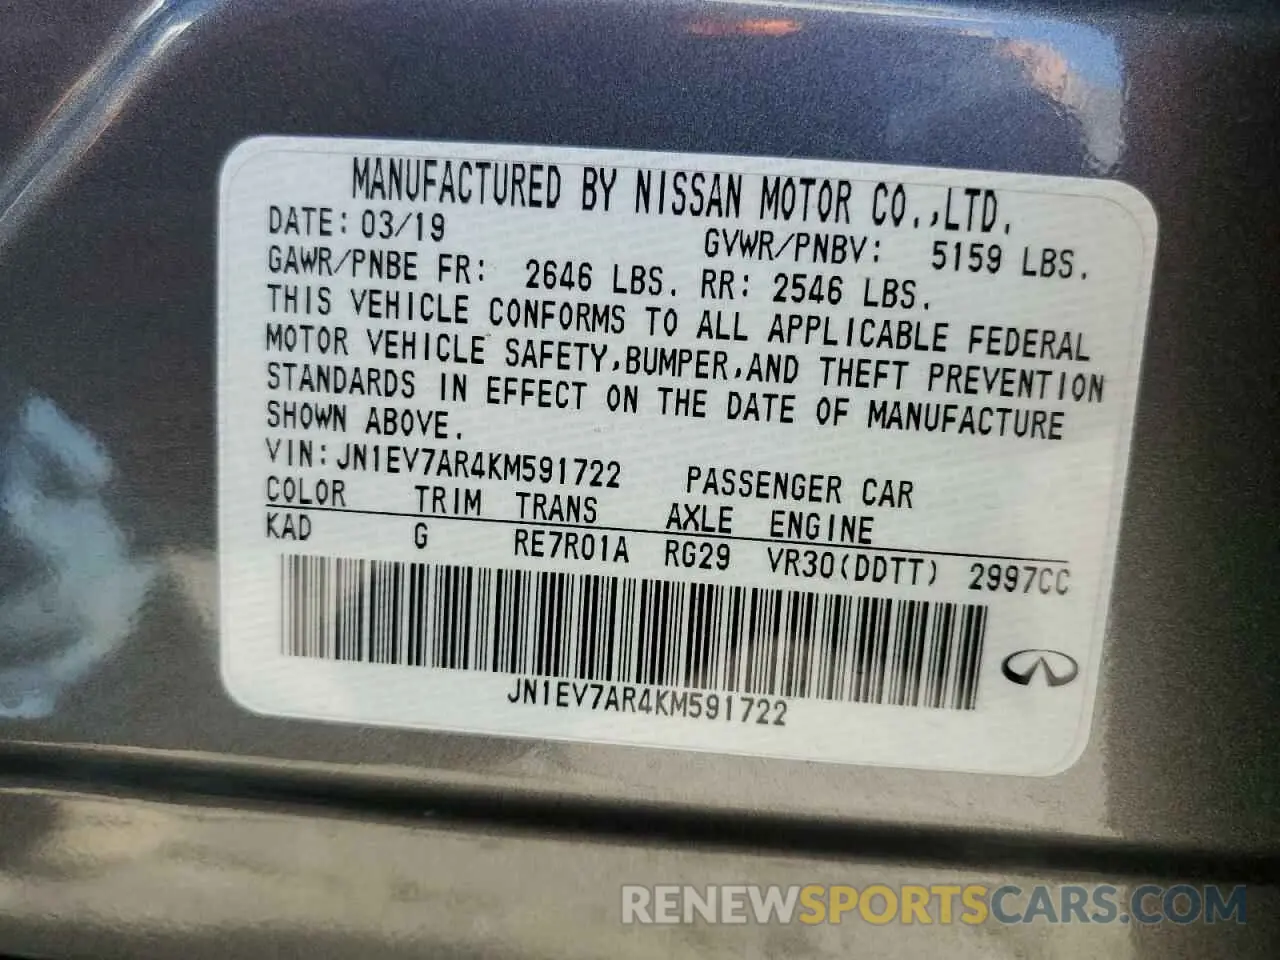 MANUFACTURED BY NISSAN MOTOR CO.,LTD.
DATE: 03/19 GVWR/PNBV: 5159 LBS.
GAWR/PNBE FR: 2646 LBS. RR: 2546 LBS.
THIS VEHICLE CONFORMS TO ALL APPLICABLE FEDERAL
MOTOR VEHICLE SAFETY,BUMPER,AND THEFT PREVENTION
STANDARDS IN EFFECT ON THE DATE OF MANUFACTURE
SHOWN ABOVE.
VIN: JN1EV7AR4KM591722 PASSENGER CAR
COLOR TRIM TRANS AXLE ENGINE
KAD G RE7R01A RG29 VR30(DDTT) 2997CC
JN1EV7AR4KM591722
RENEWSPORTSCARS.COM